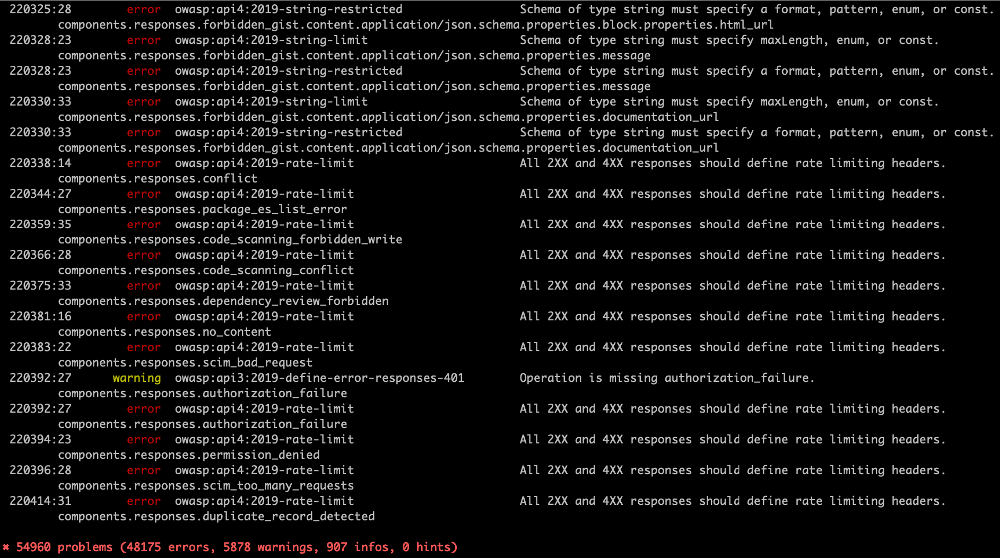 220325:28 error owasp:api4:2019-string-restricted Schema of type string must specify a format, pattern, enum, or const.
components.responses.forbidden_gist.content.application/json.schema.properties.block.properties.html_url
220328:23 error owasp:api4:2019-string-limit Schema of type string must specify maxLength, enum, or const.
components.responses.forbidden_gist.content.application/json.schema.properties.message
220328:23 error owasp:api4:2019-string-restricted Schema of type string must specify a format, pattern, enum, or const.
components.responses.forbidden_gist.content.application/json.schema.properties.message
220330:33 error owasp:api4:2019-string-limit Schema of type string must specify maxLength, enum, or const.
components.responses.forbidden_gist.content.application/json.schema.properties.documentation_url
220330:33 error owasp:api4:2019-string-restricted Schema of type string must specify a format, pattern, enum, or const.
components.responses.forbidden_gist.content.application/json.schema.properties.documentation_url
220338:14 error owasp:api4:2019-rate-limit All 2XX and 4XX responses should define rate limiting headers.
components.responses.conflict
220344:27 error owasp:api4:2019-rate-limit All 2XX and 4XX responses should define rate limiting headers.
components.responses.package_es_list_error
220359:35 error owasp:api4:2019-rate-limit All 2XX and 4XX responses should define rate limiting headers.
components.responses.code_scanning_forbidden_write
220366:28 error owasp:api4:2019-rate-limit All 2XX and 4XX responses should define rate limiting headers.
components.responses.code_scanning_conflict
220375:33 error owasp:api4:2019-rate-limit All 2XX and 4XX responses should define rate limiting headers.
components.responses.dependency_review_forbidden
220381:16 error owasp:api4:2019-rate-limit All 2XX and 4XX responses should define rate limiting headers.
components.responses.no_content
220383:22 error owasp:api4:2019-rate-limit All 2XX and 4XX responses should define rate limiting headers.
components.responses.scim_bad_request
220392:27 warning owasp:api3:2019-define-error-responses-401 Operation is missing authorization_failure.
components.responses.authorization_failure
220392:27 error owasp:api4:2019-rate-limit All 2XX and 4XX responses should define rate limiting headers.
components.responses.authorization_failure
220394:23 error owasp:api4:2019-rate-limit All 2XX and 4XX responses should define rate limiting headers.
components.responses.permission_denied
220396:28 error owasp:api4:2019-rate-limit All 2XX and 4XX responses should define rate limiting headers.
components.responses.scim_too_many_requests
220414:31 error owasp:api4:2019-rate-limit All 2XX and 4XX responses should define rate limiting headers.
components.responses.duplicate_record_detected
✖ 54960 problems (48175 errors, 5878 warnings, 907 infos, 0 hints)